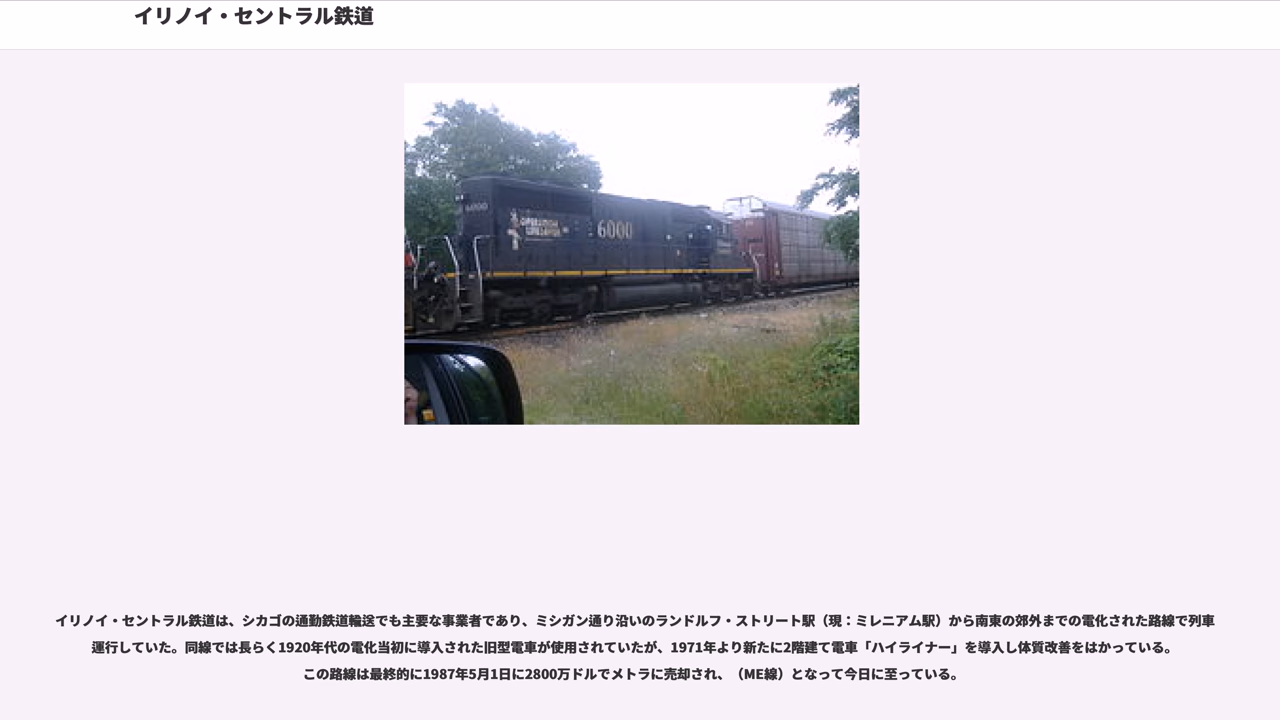 イリノイ・セントラル鉄道
6000
6000
イリノイ・セントラル鉄道は、シカゴの通勤鉄道輸送でも主要な事業者であり、ミシガン通り沿いのランドルフ・ストリート駅（現：ミレニアム駅）から南東の郊外までの電化された路線で列車
運行していた。同線では長らく1920年代の電化当初に導入された旧型電車が使用されていたが、1971年より新たに2階建て電車「ハイライナー」を導入し体質改善をはかっている。
この路線は最終的に1987年5月1日に2800万ドルでメトラに売却され、（ME線）となって今日に至っている。